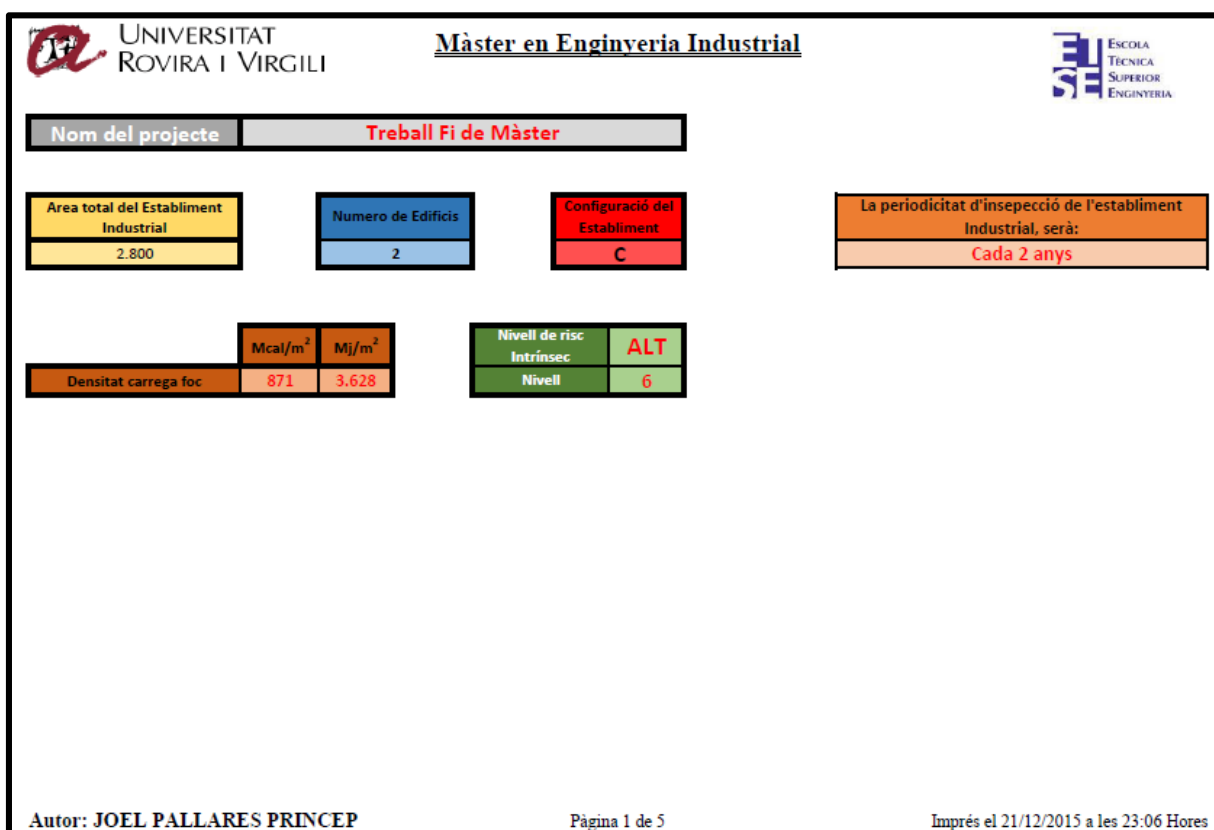 UNIVERSITAT
ROVIRA I VIRGILI
Màster en Enginyeria Industrial
ESCOLA
TÈCNICA
SUPERIOR
ENGINYERIA
Nom del projecte Treball Fi de Màster
Area total del Establiment
Industrial
2.800
Numero de Edificis
2
Configuració del
Establiment
C
La periodicitat d'insepecció de l'establiment
Industrial, serà:
Cada 2 anys
Mcal/m² Mj/m²
Densitat carrega foc 871 3.628
Nivell de risc
Intrínsec
ALT
Nivell 6
Autor: JOEL PALLARES PRINCEP Pàgina 1 de 5 Imprés el 21/12/2015 a les 23:06 Hores